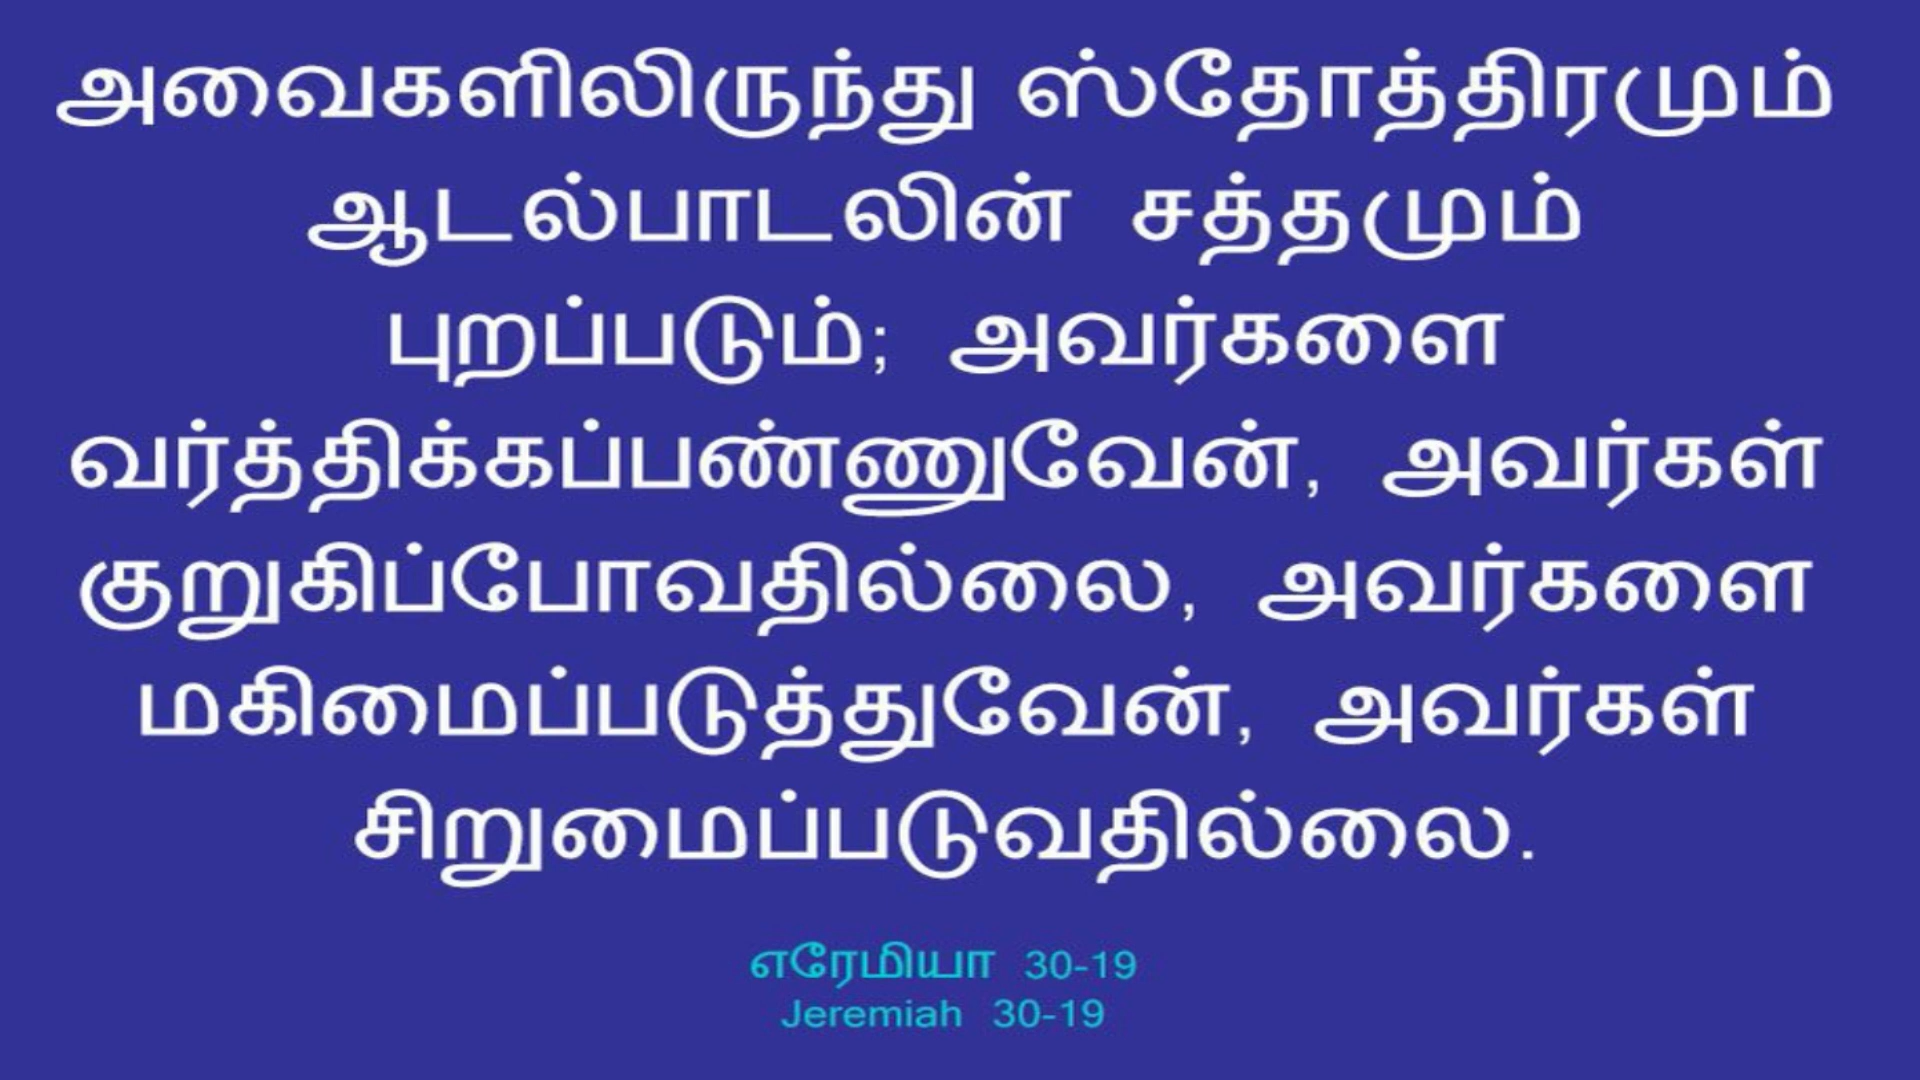 அவைகளிலிருந்து ஸ்தோத்திரமும்
ஆடல்பாடலின் சத்தமும்
புறப்படும்; அவர்களை
வர்த்திக்கப்பண்ணுவேன், அவர்கள்
குறுகிப்போவதில்லை, அவர்களை
மகிமைப்படுத்துவேன், அவர்கள்
சிறுமைப்படுவதில்லை.
எரேமியா 30-19
Jeremiah 30-19